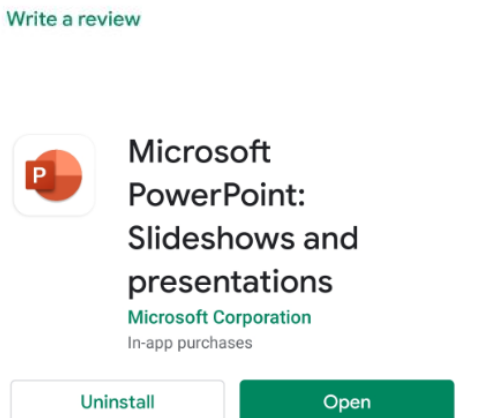 Write a review
Microsoft
P
PowerPoint:
Slideshows and
presentations
Microsoft Corporation
In-app purchases
Uninstall
Open